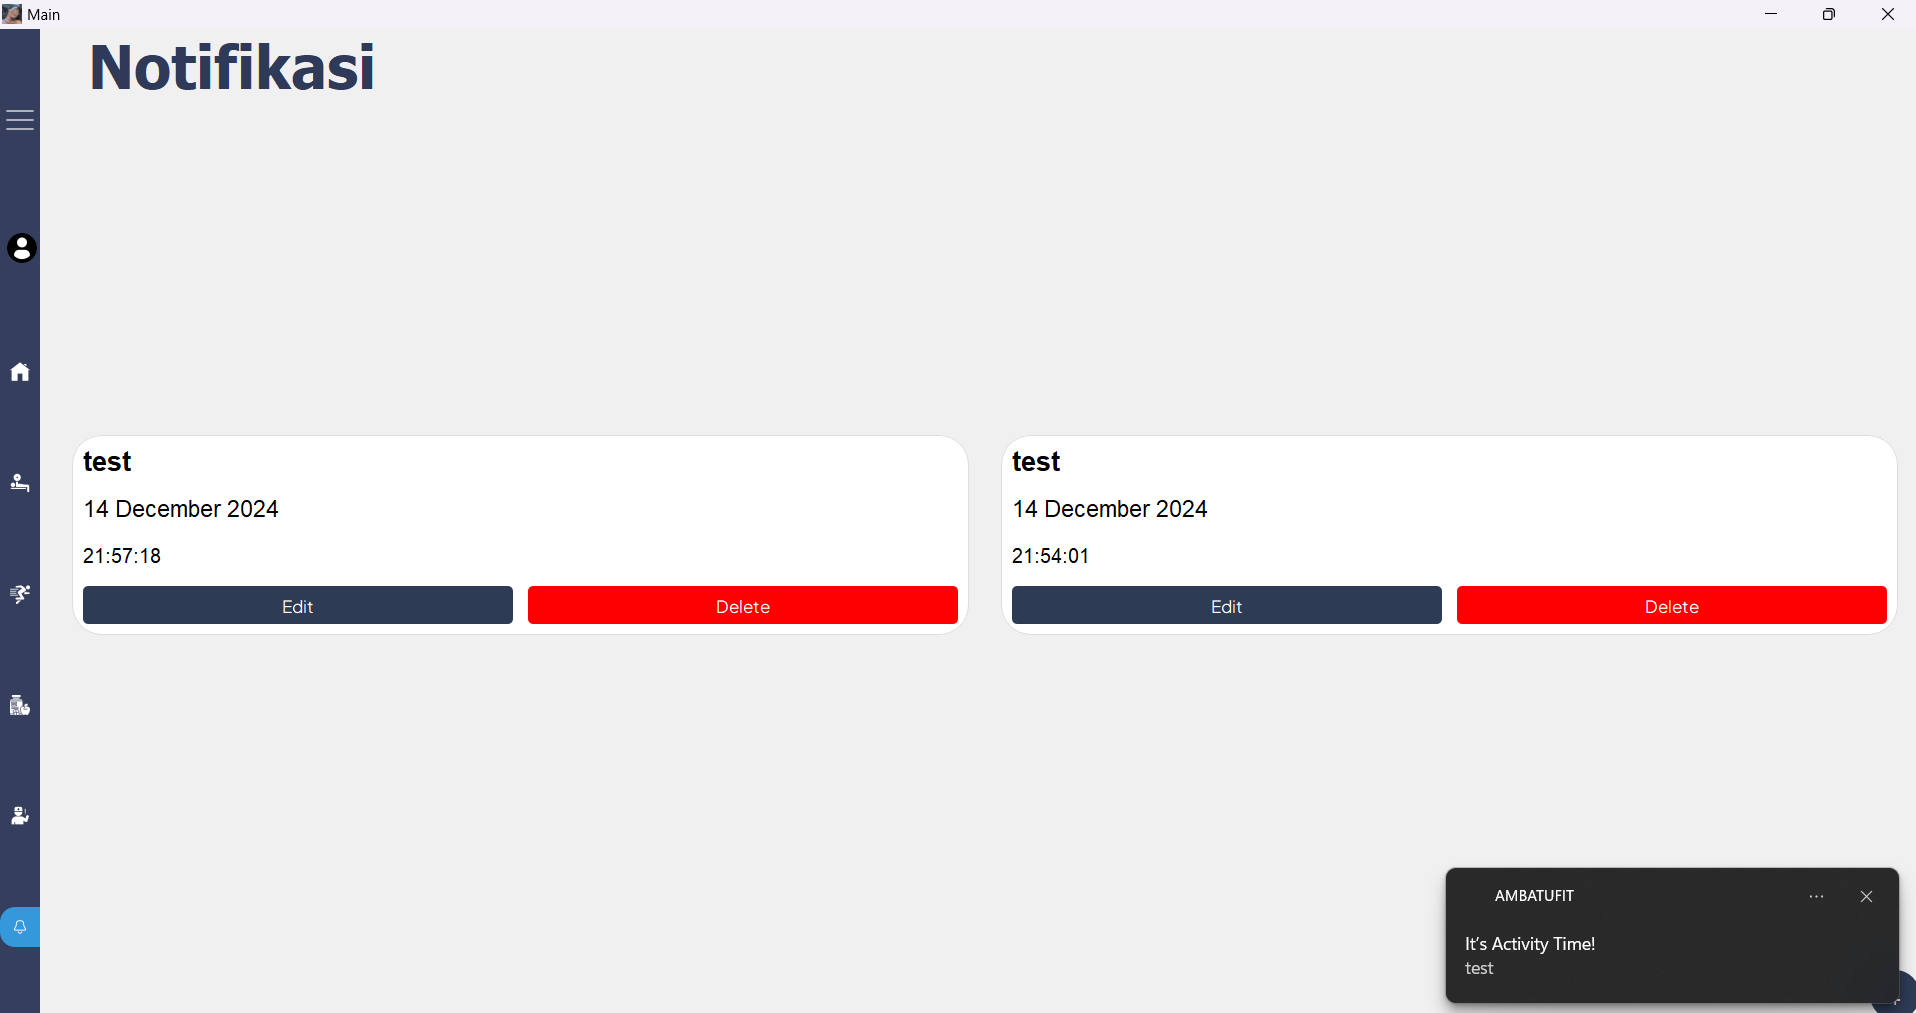 Main
Notifikasi
test
14 December 2024
21:57:18
Edit
Delete
test
14 December 2024
21:54:01
Edit
Delete
AMBATUFIT
It's Activity Time!
test